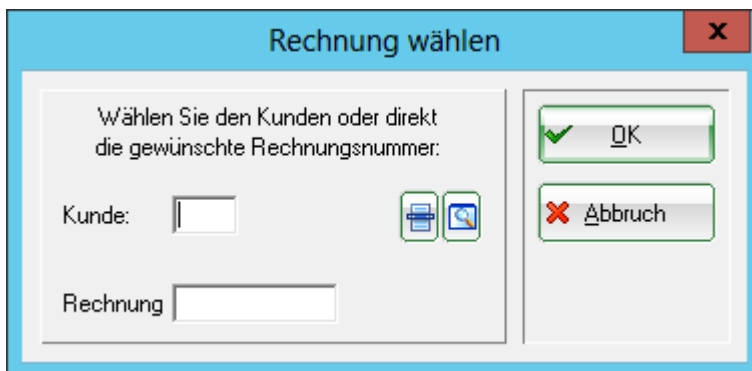 Rechnung wählen
x
Wählen Sie den Kunden oder direkt
die gewünschte Rechnungsnummer:
Kunde:
Rechnung
OK
Abbruch